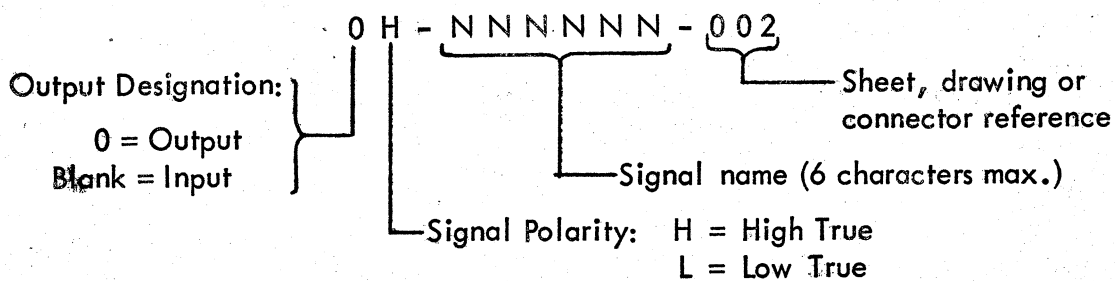 0 H - N N N N N N - 0 0 2
Output Designation:
0 = Output
Blank = Input
Sheet, drawing or
connector reference
Signal name (6 characters max.)
Signal Polarity: H = High True
L = Low True